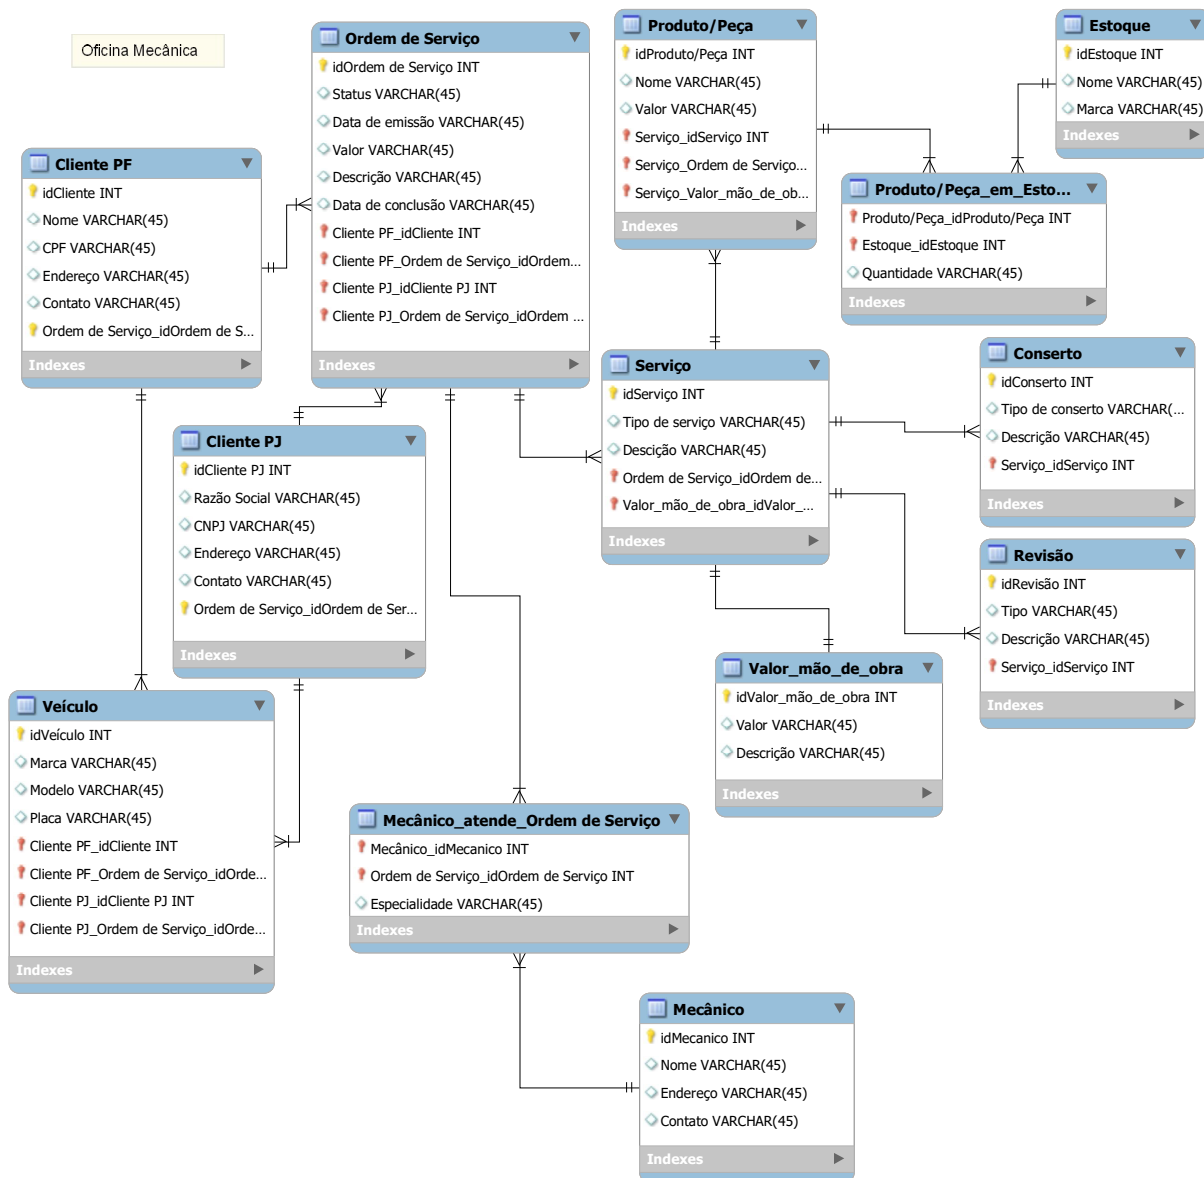 Oficina Mecânica
Ordem de Serviço
idOrdem de Serviço INT
Status VARCHAR(45)
Data de emissão VARCHAR(45)
Valor VARCHAR(45)
Descrição VARCHAR(45)
Data de conclusão VARCHAR(45)
Cliente PF_idCliente INT
Cliente PF_Ordem de Serviço_idOrdem...
Cliente PJ_idCliente PJ INT
Cliente PJ_Ordem de Serviço_idOrdem ...
Indexes
Produto/Peça
idProduto/Peça INT
Nome VARCHAR(45)
Valor VARCHAR(45)
Serviço_idServiço INT
Serviço_Ordem de Serviço...
Serviço_Valor_mão_de_ob...
Indexes
Estoque
idEstoque INT
Nome VARCHAR(45)
Marca VARCHAR(45)
Indexes
Cliente PF
idCliente INT
Nome VARCHAR(45)
CPF VARCHAR(45)
Endereço VARCHAR(45)
Contato VARCHAR(45)
Ordem de Serviço_idOrdem de S...
Indexes
Produto/Peça_em_Esto...
Produto/Peça_idProduto/Peça INT
Estoque_idEstoque INT
Quantidade VARCHAR(45)
Indexes
Serviço
idServiço INT
Tipo de serviço VARCHAR(45)
Descição VARCHAR(45)
Ordem de Serviço_idOrdem de...
Valor_mão_de_obra_idValor_...
Indexes
Conserto
idConserto INT
Tipo de conserto VARCHAR(...
Descrição VARCHAR(45)
Serviço_idServiço INT
Indexes
Cliente PJ
idCliente PJ INT
Razão Social VARCHAR(45)
CNPJ VARCHAR(45)
Endereço VARCHAR(45)
Contato VARCHAR(45)
Ordem de Serviço_idOrdem de Ser...
Indexes
Revisão
idRevisão INT
Tipo VARCHAR(45)
Descrição VARCHAR(45)
Serviço_idServiço INT
Indexes
Valor_mão_de_obra
idValor_mão_de_obra INT
Valor VARCHAR(45)
Descrição VARCHAR(45)
Indexes
Veículo
idVeículo INT
Marca VARCHAR(45)
Modelo VARCHAR(45)
Placa VARCHAR(45)
Cliente PF_idCliente INT
Cliente PF_Ordem de Serviço_idOrde...
Cliente PJ_idCliente PJ INT
Cliente PJ_Ordem de Serviço_idOrde...
Indexes
Mecânico_atende_Ordem de Serviço
Mecânico_idMecanico INT
Ordem de Serviço_idOrdem de Serviço INT
Especialidade VARCHAR(45)
Indexes
Mecânico
idMecanico INT
Nome VARCHAR(45)
Endereço VARCHAR(45)
Contato VARCHAR(45)
Indexes